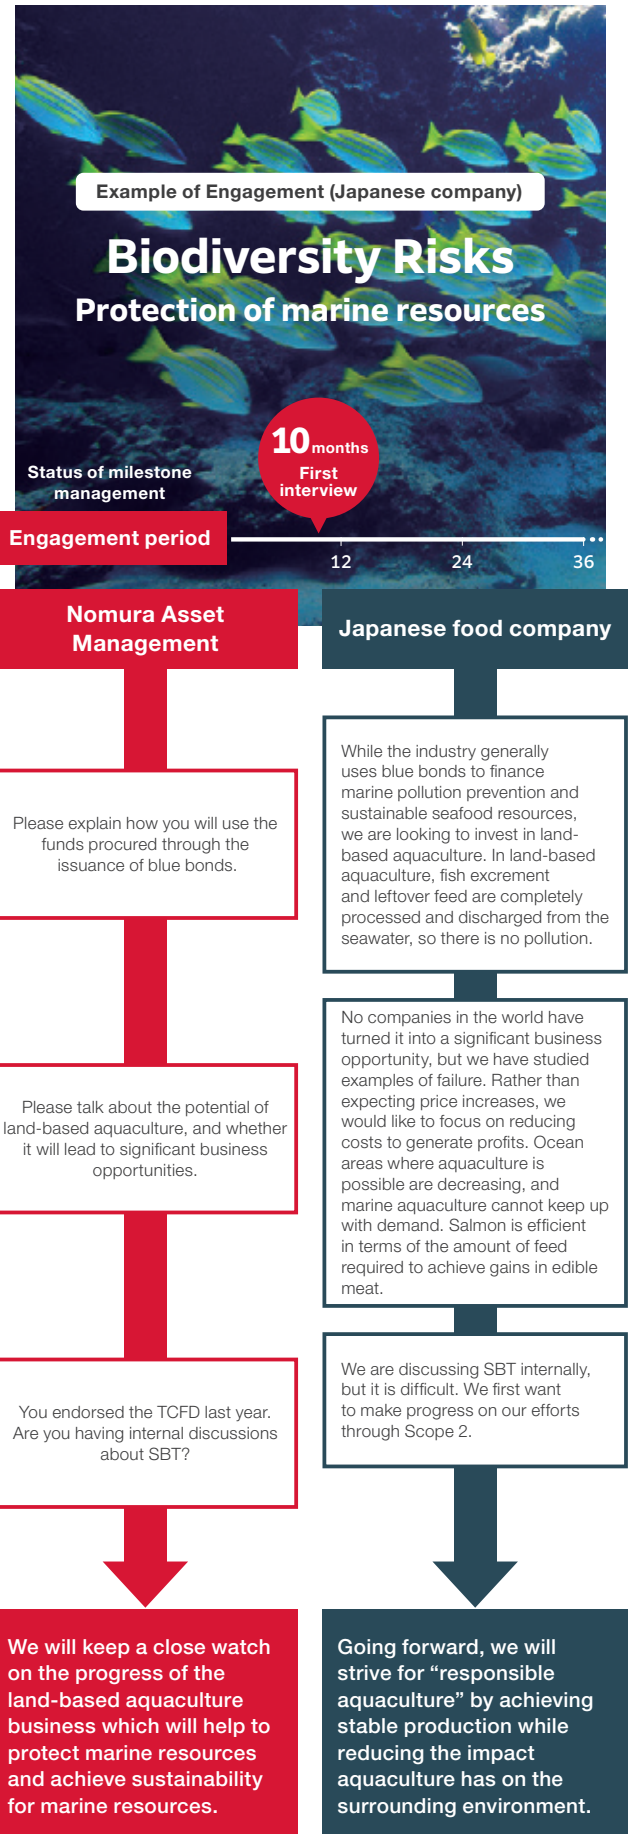 Example of Engagement (Japanese company)
Biodiversity Risks
Protection of marine resources
10 months
First
interview
Status of milestone
management
Engagement period
12 24 36
Nomura Asset
Management
Japanese food company
Please explain how you will use the
funds procured through the
issuance of blue bonds.
While the industry generally
uses blue bonds to finance
marine pollution prevention and
sustainable seafood resources,
we are looking to invest in land-
based aquaculture. In land-based
aquaculture, fish excrement
and leftover feed are completely
processed and discharged from the
seawater, so there is no pollution.
Please talk about the potential of
land-based aquaculture, and whether
it will lead to significant business
opportunities.
No companies in the world have
turned it into a significant business
opportunity, but we have studied
examples of failure. Rather than
expecting price increases, we
would like to focus on reducing
costs to generate profits. Ocean
areas where aquaculture is
possible are decreasing, and
marine aquaculture cannot keep up
with demand. Salmon is efficient
in terms of the amount of feed
required to achieve gains in edible
meat.
You endorsed the TCFD last year.
Are you having internal discussions
about SBT?
We are discussing SBT internally,
but it is difficult. We first want
to make progress on our efforts
through Scope 2.
We will keep a close watch
on the progress of the
land-based aquaculture
business which will help to
protect marine resources
and achieve sustainability
for marine resources.
Going forward, we will
strive for “responsible
aquaculture” by achieving
stable production while
reducing the impact
aquaculture has on the
surrounding environment.